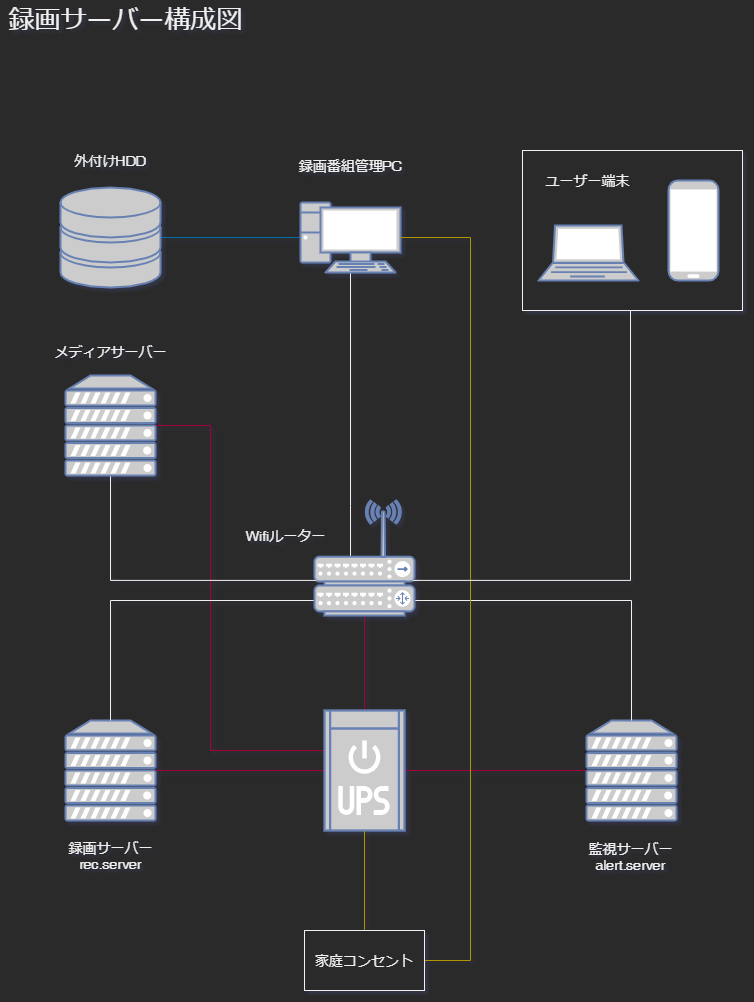 録画サーバー構成図
外付けHDD
録画番組管理PC
ユーザー端末
メディアサーバー
Wifiルーター
UPS
録画サーバー
rec.server
監視サーバー
alert.server
家庭コンセント